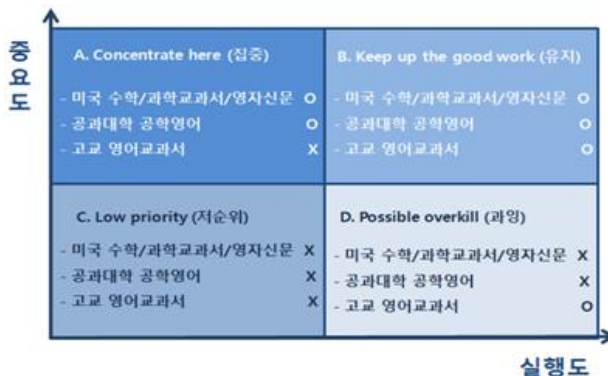 중요도
A. Concentrate here (집중)
- 미국 수학/과학교과서/영자신문 O
- 공과대학 공학영어 O
- 고교 영어교과서 X
B. Keep up the good work (유지)
- 미국 수학/과학교과서/영자신문 O
- 공과대학 공학영어 O
- 고교 영어교과서 O
C. Low priority (저순위)
- 미국 수학/과학교과서/영자신문 X
- 공과대학 공학영어 X
- 고교 영어교과서 X
D. Possible overkill (과잉)
- 미국 수학/과학교과서/영자신문 X
- 공과대학 공학영어 X
- 고교 영어교과서 O
실행도